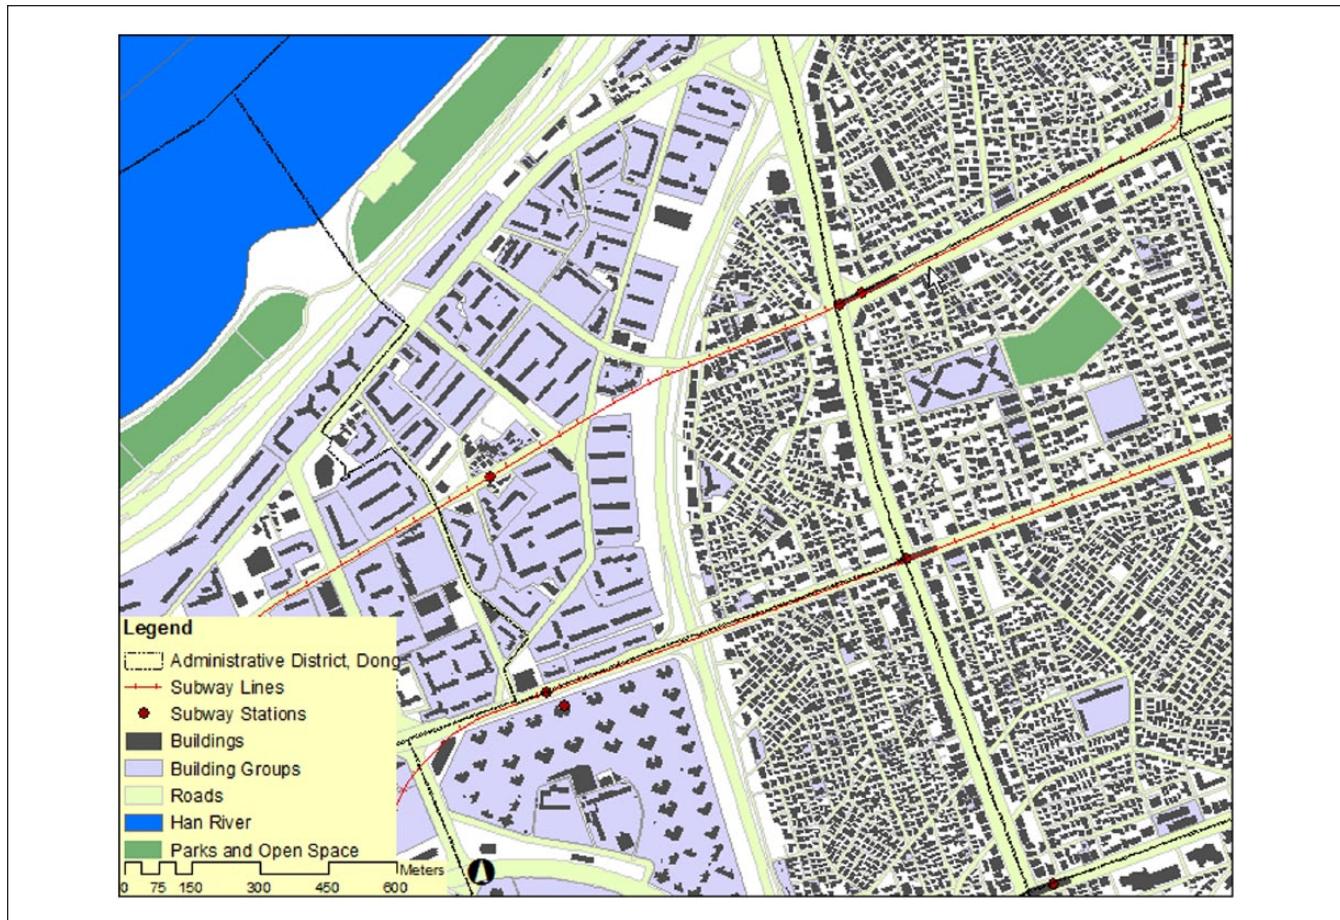 Legend
Administrative District, Dong
Subway Lines
Subway Stations
Buildings
Building Groups
Roads
Han River
Parks and Open Space
Meters
0 75 150 300 450 600